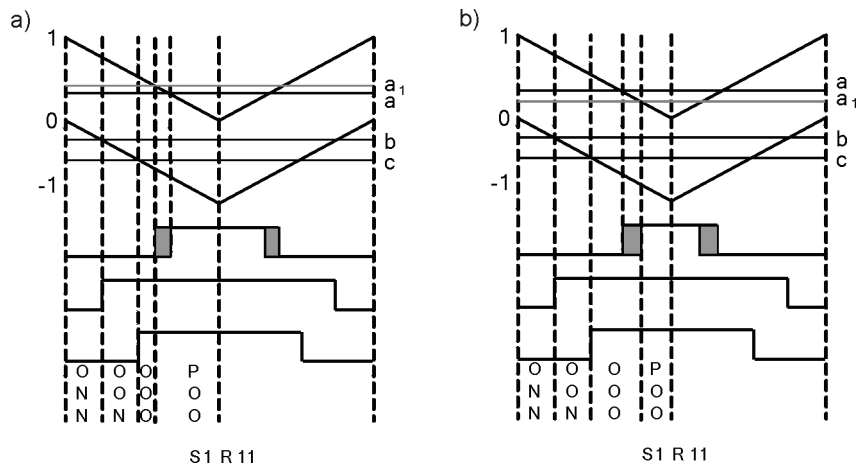 a)
1
a1
a
0
b
c
-1
O O O P
N O O O
N N O O
S1 R 11
b)
1
a
a1
0
b
c
-1
O O O P
N O O O
N N O O
S1 R 11